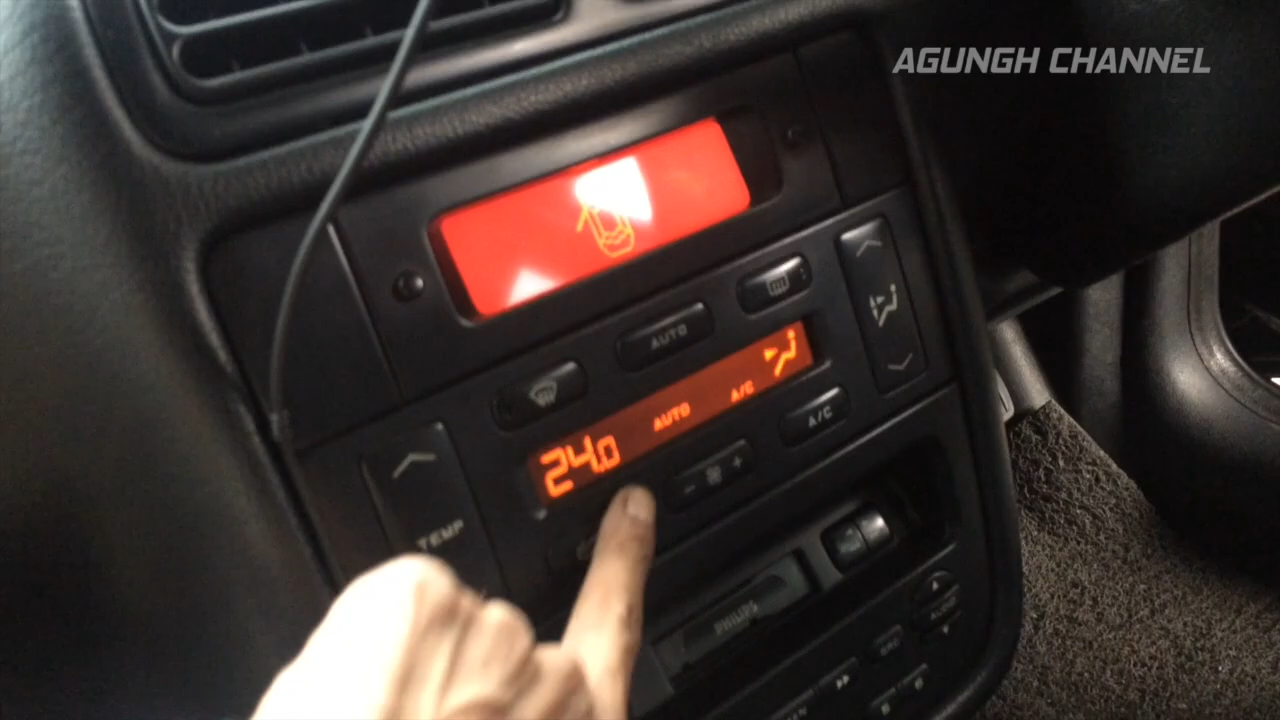 AGUNGH CHANNEL
AUTO
24.0 AUTO A/C
A/C
TEMP
PHILIPS